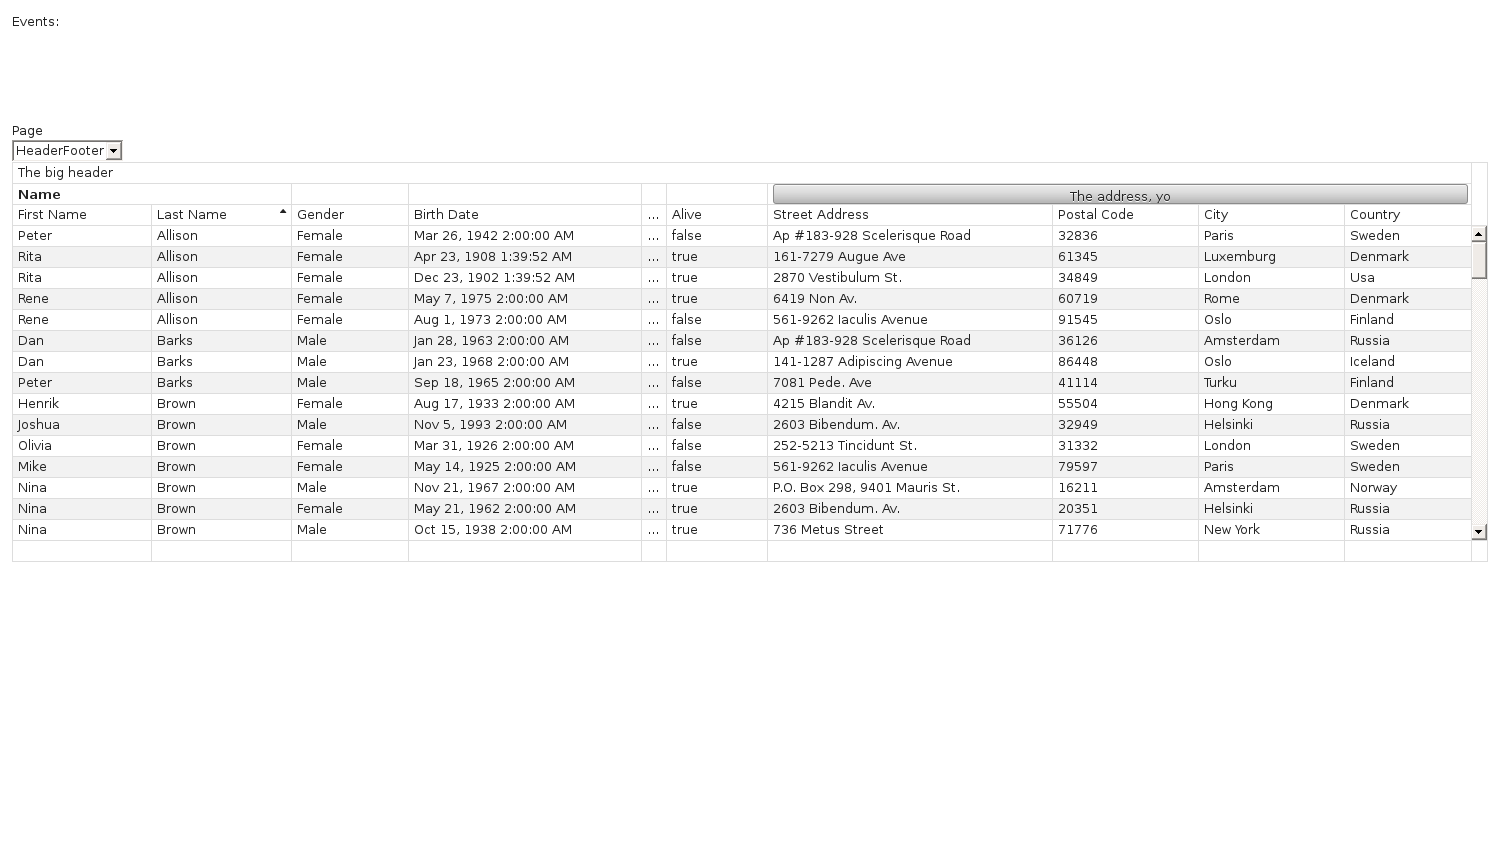 Events:
Page
HeaderFooter
The big header
Name The address, yo
First Name Last Name Gender Birth Date ... Alive Street Address Postal Code City Country
Peter Allison Female Mar 26, 1942 2:00:00 AM ... false Ap #183-928 Scelerisque Road 32836 Paris Sweden
Rita Allison Female Apr 23, 1908 1:39:52 AM ... true 161-7279 Augue Ave 61345 Luxemburg Denmark
Rita Allison Female Dec 23, 1902 1:39:52 AM ... true 2870 Vestibulum St. 34849 London Usa
Rene Allison Female May 7, 1975 2:00:00 AM ... true 6419 Non Av. 60719 Rome Denmark
Rene Allison Female Aug 1, 1973 2:00:00 AM ... false 561-9262 Iaculis Avenue 91545 Oslo Finland
Dan Barks Male Jan 28, 1963 2:00:00 AM ... false Ap #183-928 Scelerisque Road 36126 Amsterdam Russia
Dan Barks Male Jan 23, 1968 2:00:00 AM ... true 141-1287 Adipiscing Avenue 86448 Oslo Iceland
Peter Barks Male Sep 18, 1965 2:00:00 AM ... false 7081 Pede. Ave 41114 Turku Finland
Henrik Brown Female Aug 17, 1933 2:00:00 AM ... true 4215 Blandit Av. 55504 Hong Kong Denmark
Joshua Brown Male Nov 5, 1993 2:00:00 AM ... false 2603 Bibendum. Av. 32949 Helsinki Russia
Olivia Brown Female Mar 31, 1926 2:00:00 AM ... false 252-5213 Tincidunt St. 31332 London Sweden
Mike Brown Female May 14, 1925 2:00:00 AM ... false 561-9262 Iaculis Avenue 79597 Paris Sweden
Nina Brown Male Nov 21, 1967 2:00:00 AM ... true P.O. Box 298, 9401 Mauris St. 16211 Amsterdam Norway
Nina Brown Female May 21, 1962 2:00:00 AM ... true 2603 Bibendum. Av. 20351 Helsinki Russia
Nina Brown Male Oct 15, 1938 2:00:00 AM ... true 736 Metus Street 71776 New York Russia